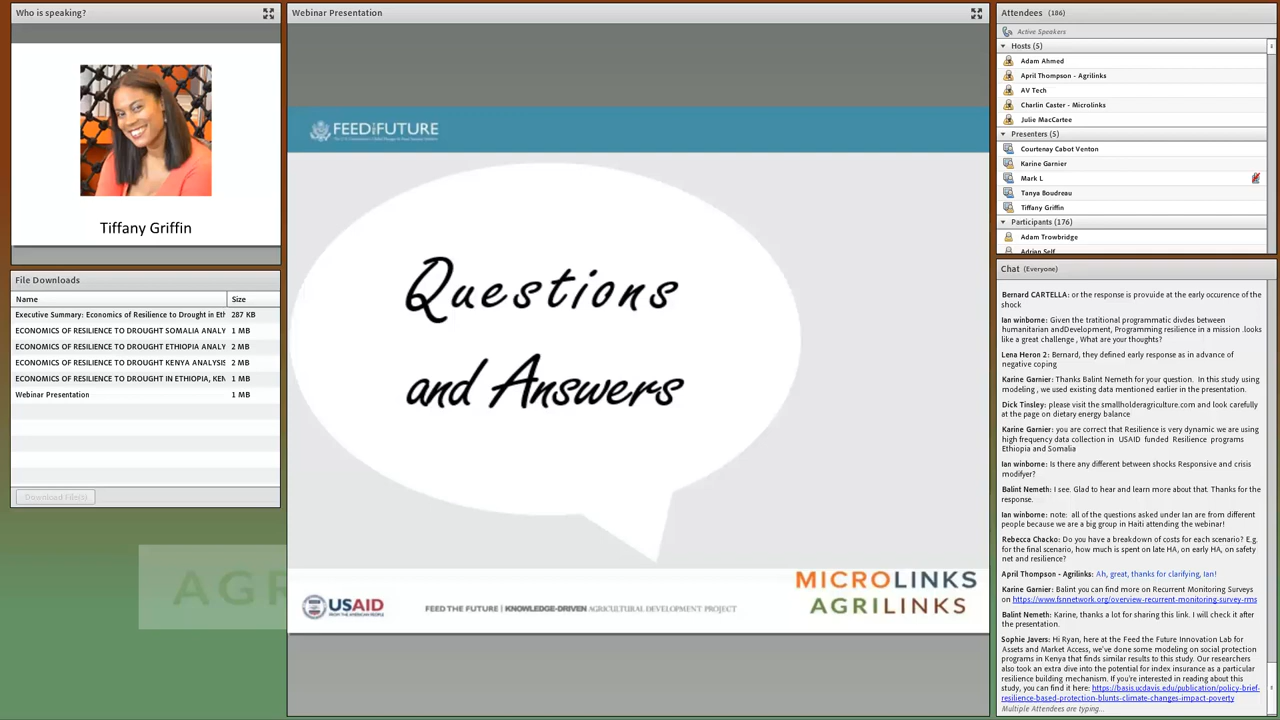 Who is speaking?
Tiffany Griffin
File Downloads
Name Size
Executive Summary: Economics of Resilience to Drought in Eth 287 KB
ECONOMICS OF RESILIENCE TO DROUGHT SOMALIA ANALY 1 MB
ECONOMICS OF RESILIENCE TO DROUGHT ETHIOPIA ANALY 2 MB
ECONOMICS OF RESILIENCE TO DROUGHT KENYA ANALYSIS 2 MB
ECONOMICS OF RESILIENCE TO DROUGHT IN ETHIOPIA, KEN 1 MB
Webinar Presentation 1 MB
Download File(s)
AGR
Webinar Presentation
FEED THE FUTURE
Questions
and Answers
USAID
FROM THE AMERICAN PEOPLE
FEED THE FUTURE | KNOWLEDGE-DRIVEN AGRICULTURAL DEVELOPMENT PROJECT
MICROLINKS
AGRILINKS
Attendees (186)
Active Speakers
Hosts (5)
Adam Ahmed
April Thompson - Agrilinks
AV Tech
Charlin Caster - Microlinks
Julie MacCartee
Presenters (5)
Courtenay Cabot Venton
Karine Garnier
Mark L
Tanya Boudreau
Tiffany Griffin
Participants (176)
Adam Trowbridge
Adrian Self
Chat (Everyone)
Bernard CARTELLA: or the response is provuide at the early occurence of the
shock
Ian winborne: Given the tratitional programmatic divdes between
humanitarian andDevelopment, Programming resilience in a mission .looks
like a great challenge , What are your thoughts?
Lena Heron 2: Bernard, they defined early response as in advance of
negative coping
Karine Garnier: Thanks Balint Nemeth for your question. In this study using
modeling , we used existing data mentioned earlier in the presentation.
Dick Tinsley: please visit the smallholderagriculture.com and look carefully
at the page on dietary energy balance
Karine Garnier: you are correct that Resilience is very dynamic we are using
high frequency data collection in USAID funded Resilience programs
Ethiopia and Somalia
Ian winborne: Is there any different between shocks Responsive and crisis
modifyer?
Balint Nemeth: I see. Glad to hear and learn more about that. Thanks for the
response.
Ian winborne: note: all of the questions asked under Ian are from different
people because we are a big group in Haiti attending the webinar!
Rebecca Chacko: Do you have a breakdown of costs for each scenario? E.g.
for the final scenario, how much is spent on late HA, on early HA, on safety
net and resilience?
April Thompson - Agrilinks: Ah, great, thanks for clarifying, Ian!
Karine Garnier: Balint you can find more on Recurrent Monitoring Surveys
on https://www.fsnnetwork.org/overview-recurrent-monitoring-survey-rms
Balint Nemeth: Karine, thanks a lot for sharing this link. I will check it after
the presentation.
Sophie Javers: Hi Ryan, here at the Feed the Future Innovation Lab for
Assets and Market Access, we've done some modeling on social protection
programs in Kenya that finds similar results to this study. Our researchers
also took an extra dive into the potential for index insurance as a particular
resilience building mechanism. If you're interested in reading about this
study, you can find it here: https://basis.ucdavis.edu/publication/policy-brief-
resilience-based-protection-blunts-climate-changes-impact-poverty
Multiple Attendees are typing...